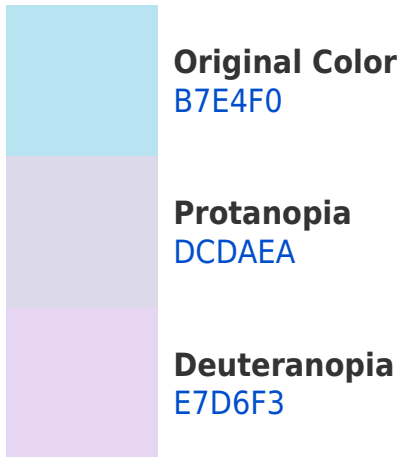 Original Color
B7E4F0
Protanopia
DCDAEA
Deuteranopia
E7D6F3